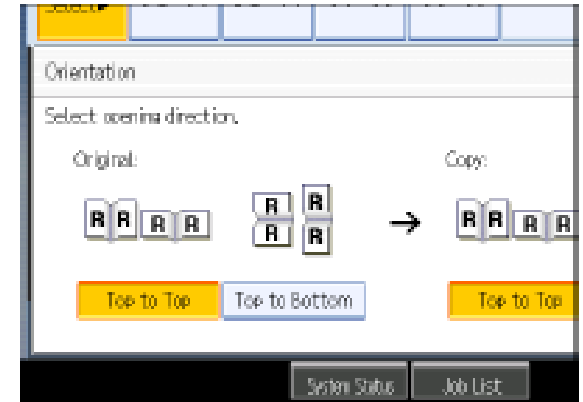 Select▶
Orientation
Select opening direction.
Original:
Copy:
R R R R
R R
R R
→
R R R R
Top to Top
Top to Bottom
Top to Top
System Status
Job List